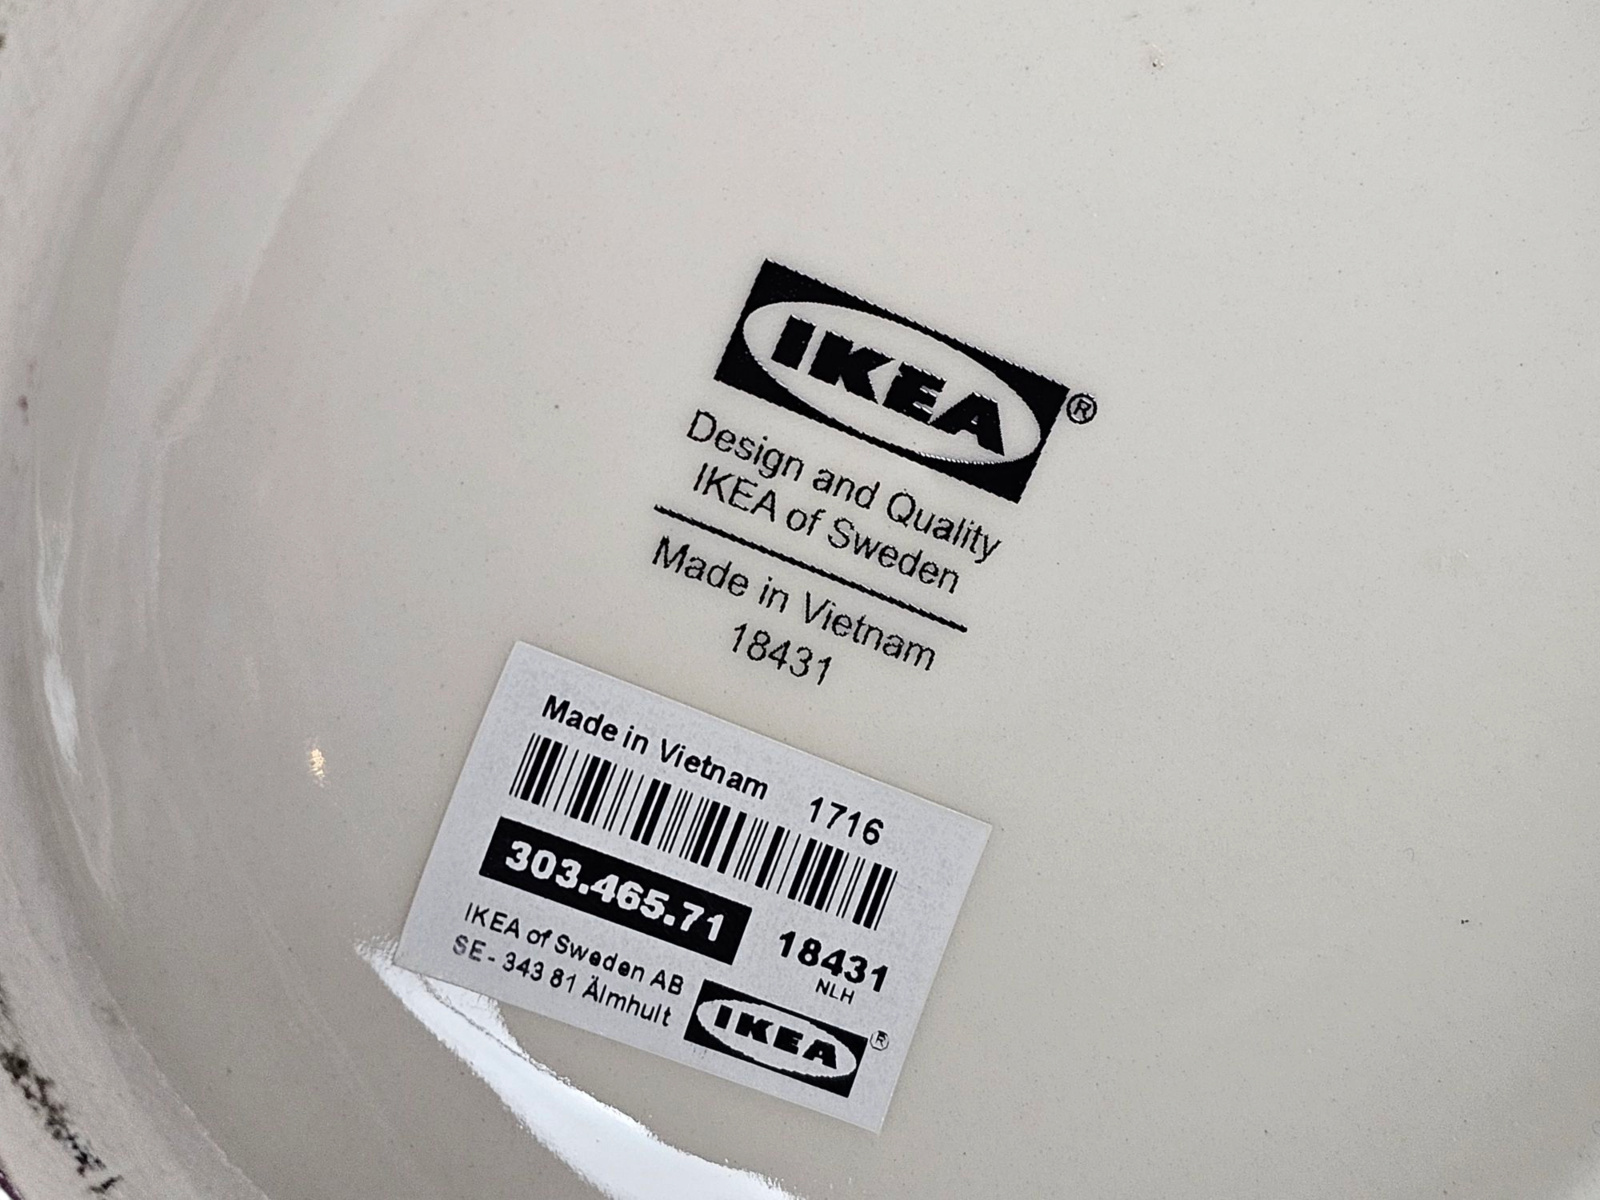 IKEA®
Design and Quality
IKEA of Sweden
Made in Vietnam
18431
Made in Vietnam 1716
303.465.71
18431
NLH
IKEA of Sweden AB
SE - 343 81 Älmhult
IKEA®